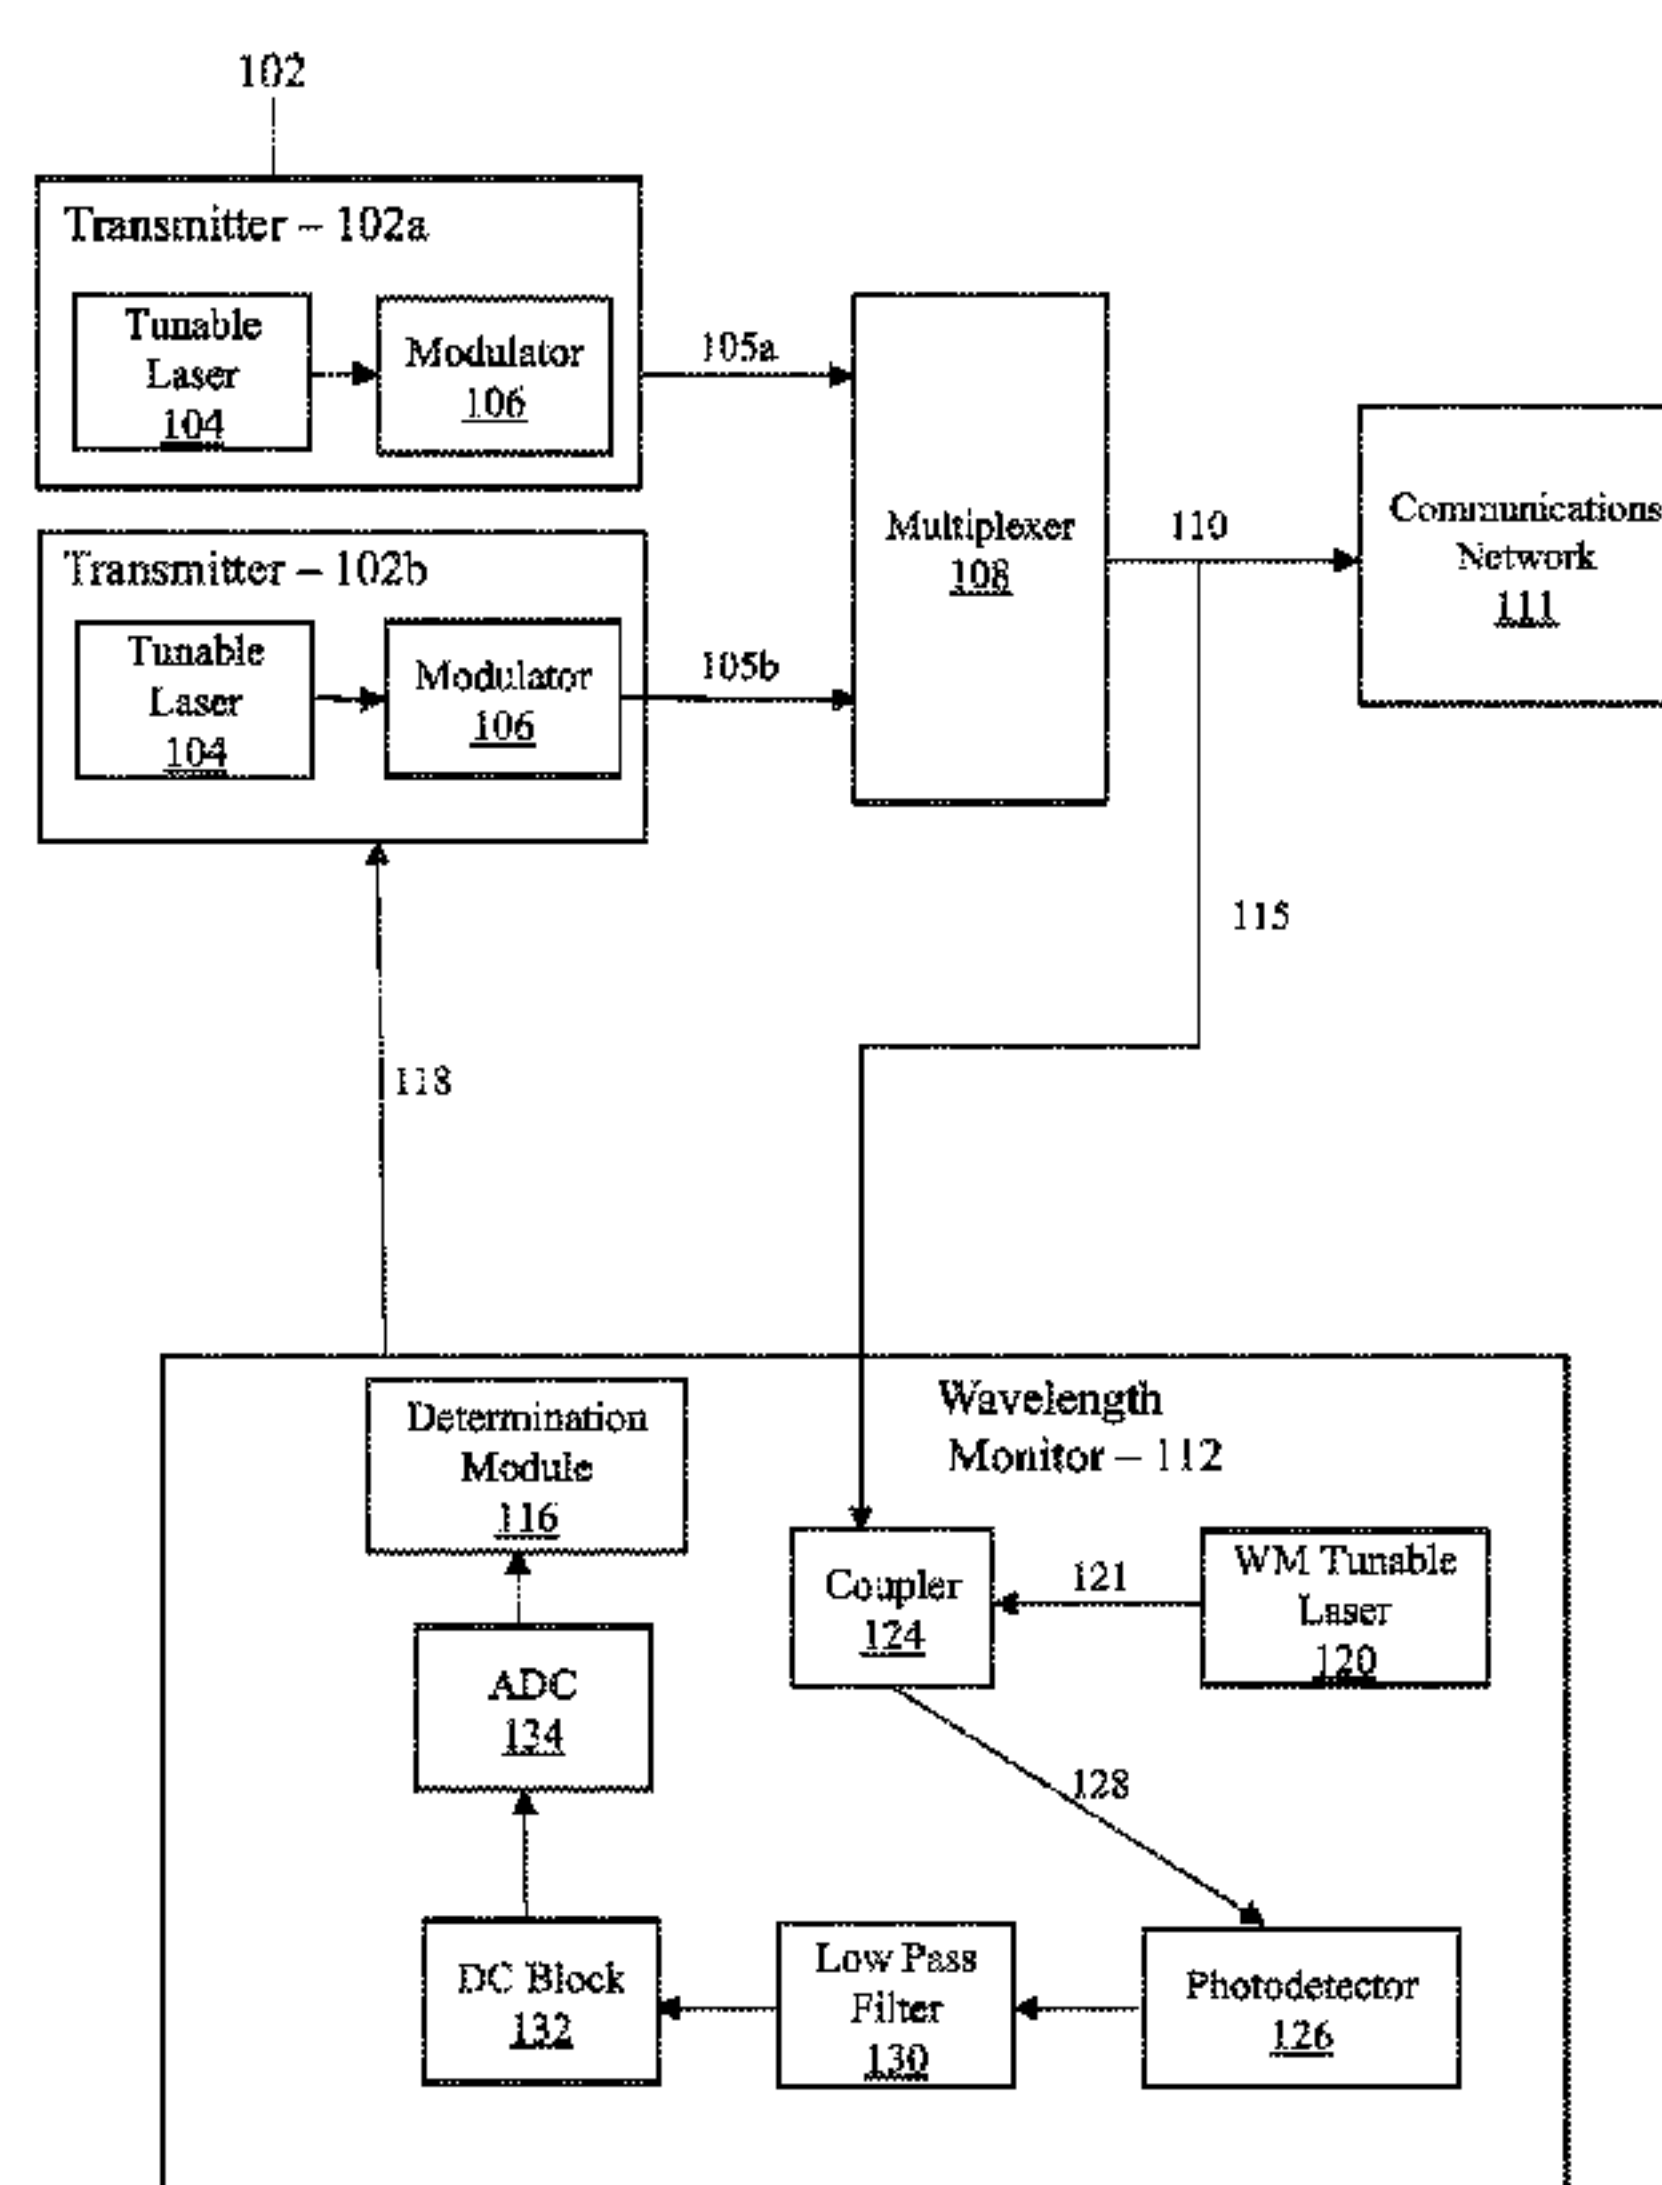 102
Transmitter – 102a
Tunable
Laser
104
Modulator
106
105a
Multiplexer
108
110
Communications
Network
111
Transmitter – 102b
Tunable
Laser
104
Modulator
106
105b
115
118
Wavelength
Monitor – 112
Determination
Module
116
Coupler
124
121
WM Tunable
Laser
120
ADC
134
128
DC Block
132
Low Pass
Filter
130
Photodetector
126